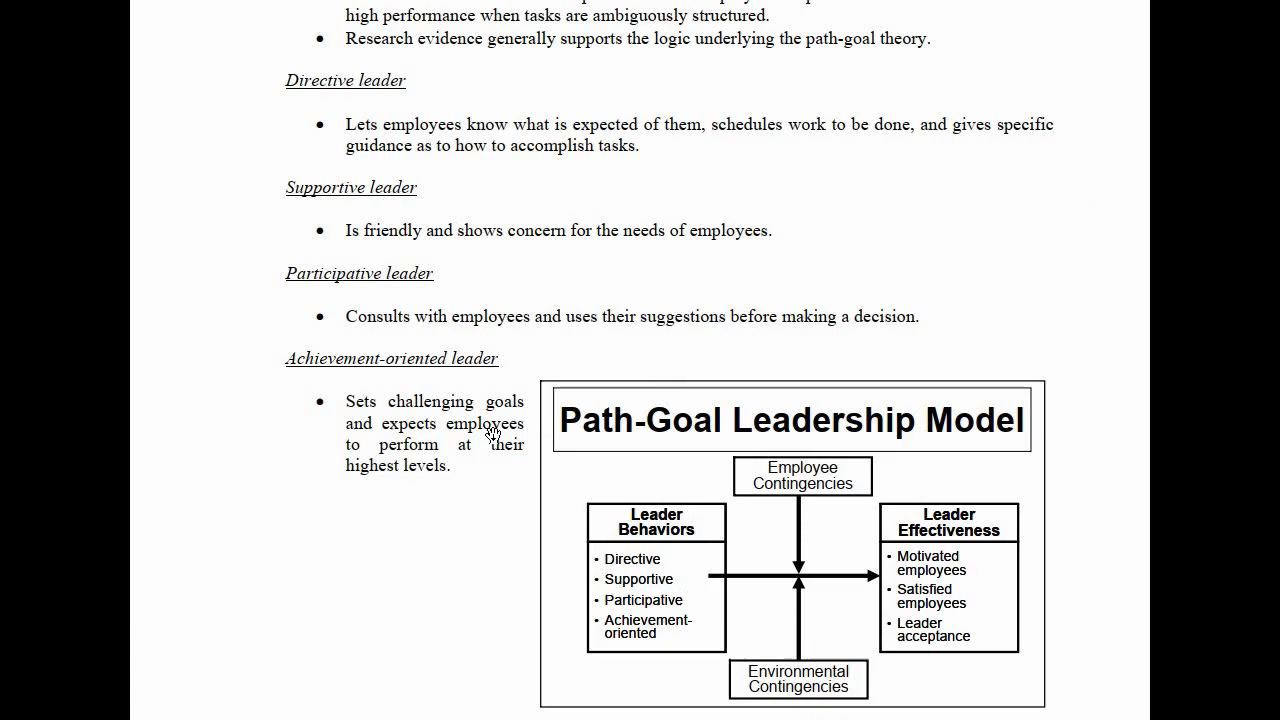 high performance when tasks are ambiguously structured.
• Research evidence generally supports the logic underlying the path-goal theory.
Directive leader
• Lets employees know what is expected of them, schedules work to be done, and gives specific
guidance as to how to accomplish tasks.
Supportive leader
• Is friendly and shows concern for the needs of employees.
Participative leader
• Consults with employees and uses their suggestions before making a decision.
Achievement-oriented leader
• Sets challenging goals
and expects employees
to perform at their
highest levels.
Path-Goal Leadership Model
Employee
Contingencies
Leader
Behaviors
• Directive
• Supportive
• Participative
• Achievement-
oriented
Leader
Effectiveness
• Motivated
employees
• Satisfied
employees
• Leader
acceptance
Environmental
Contingencies